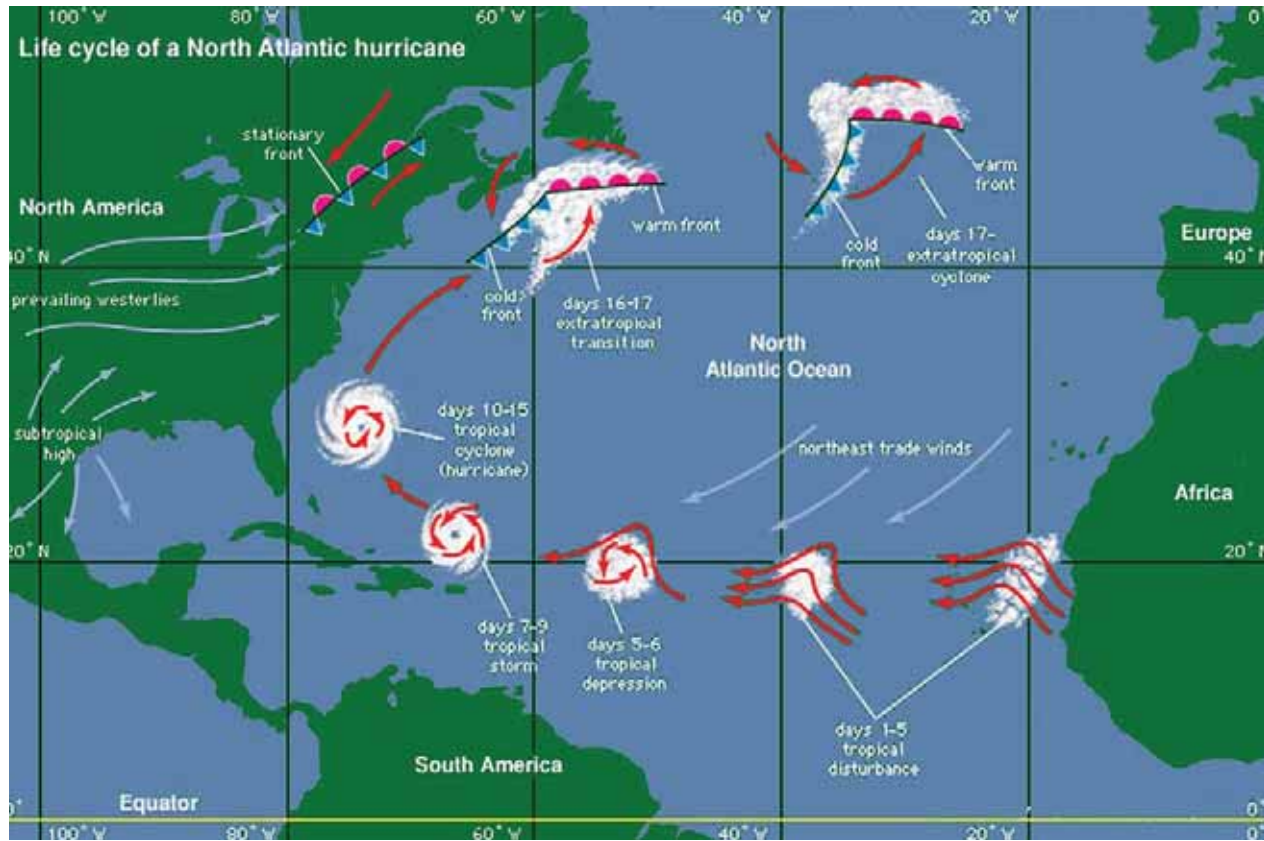 100° W
80° W
60° W
40° W
20° W
0°
Life cycle of a North Atlantic hurricane
stationary
front
warm
front
North America
warm front
Europe
cold
front
days 17-
extratropical
cyclone
40° N
40° N
prevailing westerlies
cold
front
days 16-17
extratropical
transition
North
Atlantic Ocean
days 10-15
tropical
cyclone
(hurricane)
subtropical
high
northeast trade winds
Africa
20° N
20° N
days 7-9
tropical
storm
days 5-6
tropical
depression
days 1-5
tropical
disturbance
South America
Equator
0°
0°
100° W
80° W
60° W
40° W
20° W
0°